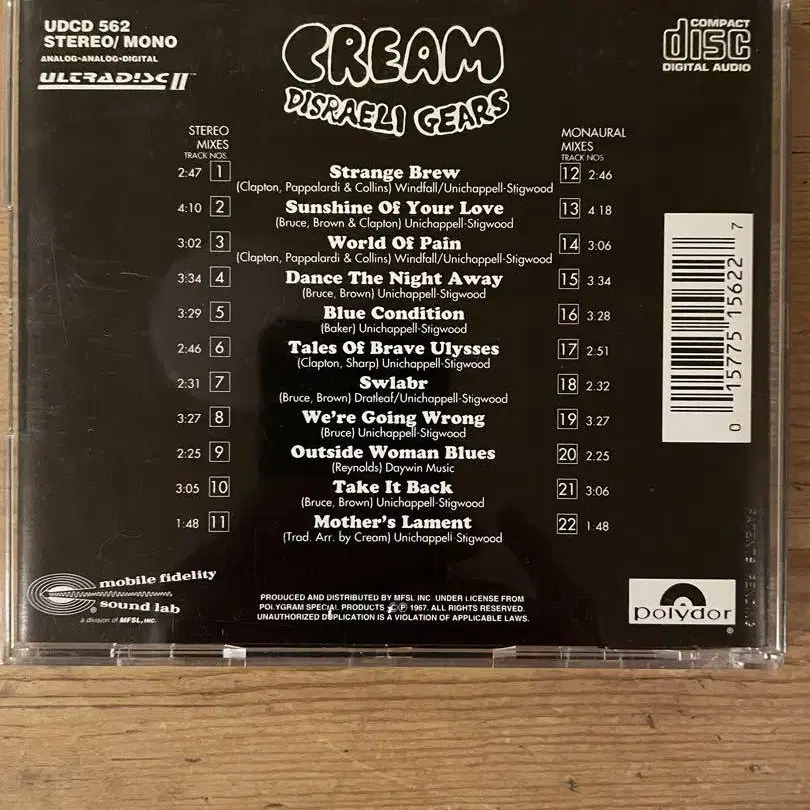 UDCD 562
STEREO/ MONO
ANALOG-ANALOG-DIGITAL
ULTRADISC II™
CREAM
DISRAELI GEARS
COMPACT
disc
DIGITAL AUDIO
STEREO
MIXES
TRACK NOS.
MONAURAL
MIXES
TRACK NOS
2:47 1 Strange Brew 12 2:46
(Clapton, Pappalardi & Collins) Windfall/Unichappell-Stigwood
4:10 2 Sunshine Of Your Love 13 4 18
(Bruce, Brown & Clapton) Unichappell-Stigwood
3:02 3 World Of Pain 14 3:06
(Clapton, Pappalardi & Collins) Windfall/Unichappell-Stigwood
3:34 4 Dance The Night Away 15 3 34
(Bruce, Brown) Unichappell-Stigwood
3:29 5 Blue Condition 16 3:28
(Baker) Unichappell-Stigwood
2:46 6 Tales Of Brave Ulysses 17 2.51
(Clapton, Sharp) Unichappell-Stigwood
2:31 7 Swlabr 18 2:32
(Bruce, Brown) Dratleaf/Unichappell-Stigwood
3:27 8 We're Going Wrong 19 3.27
(Bruce) Unichappell-Stigwood
2:25 9 Outside Woman Blues 20 2.25
(Reynolds) Daywin Music
3:05 10 Take It Back 21 3:06
(Bruce, Brown) Unichappell-Stigwood
1:48 11 Mother's Lament 22 1 48
(Trad. Arr. by Cream) Unichappell Stigwood
0 15775 15622 7
mobile fidelity
sound lab
®
a division of MFSL, INC.
PRODUCED AND DISTRIBUTED BY MFSL INC UNDER LICENSE FROM
POLYGRAM SPECIAL PRODUCTS ©℗ 1967. ALL RIGHTS RESERVED.
UNAUTHORIZED DUPLICATION IS A VIOLATION OF APPLICABLE LAWS.
polydor
®